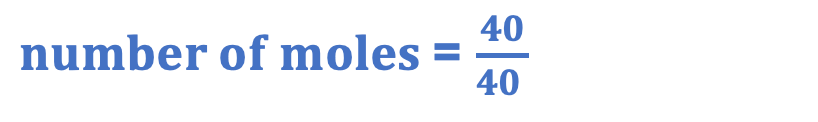 number of moles = 40/40